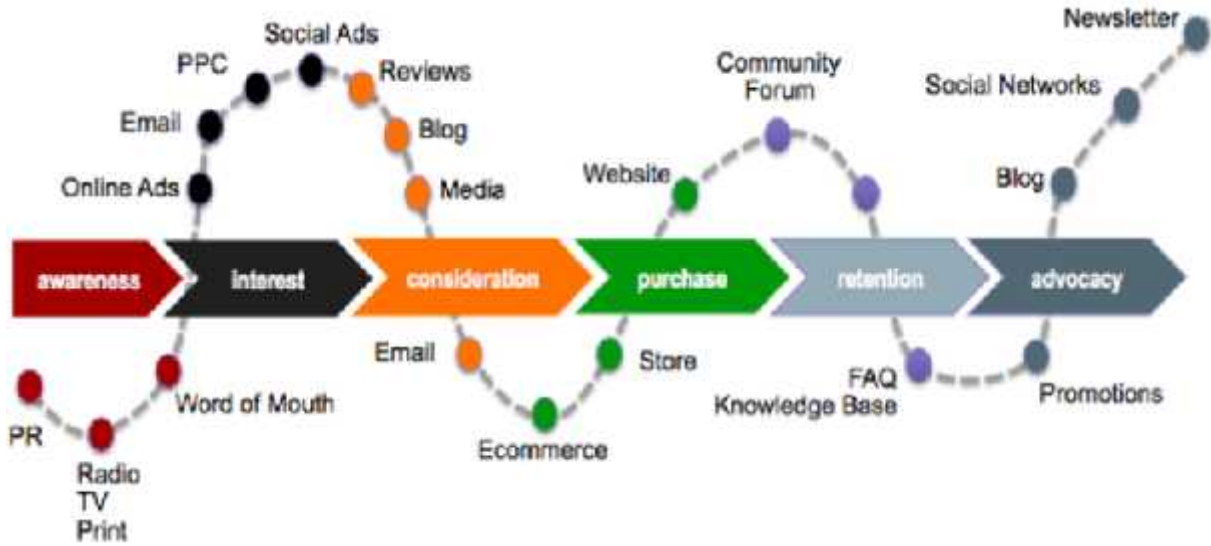 Newsletter
Social Ads
PPC
Reviews
Community
Forum
Social Networks
Email
Blog
Online Ads
Media
Website
Blog
awareness
interest
consideration
purchase
retention
advocacy
Email
Store
FAQ
Knowledge Base
Promotions
Word of Mouth
PR
Ecommerce
Radio
TV
Print